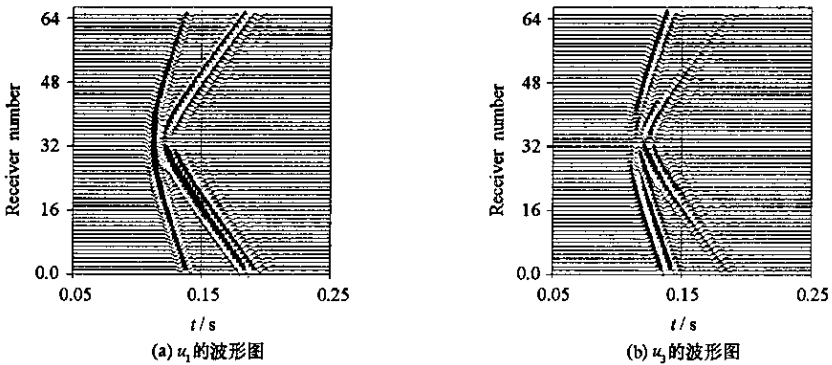 64
48
32
16
0.0
Receiver number
0.05
0.15
0.25
t / s
(a) u₁的波形图
64
48
32
16
0.0
Receiver number
0.05
0.15
0.25
t / s
(b) u₃的波形图